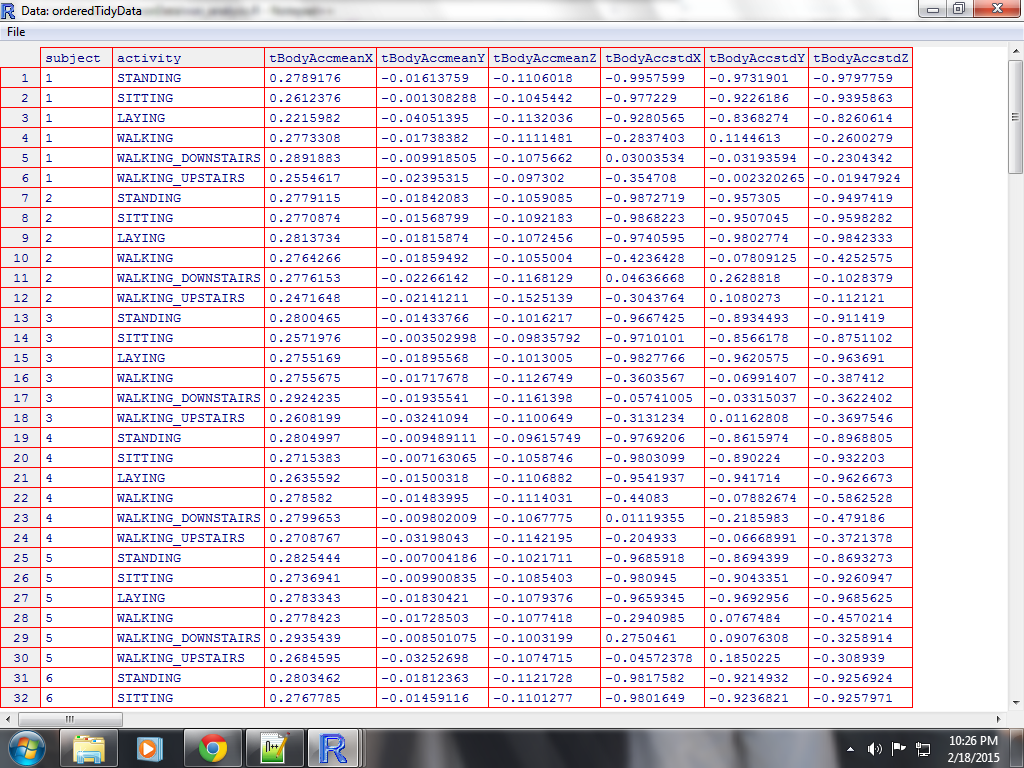 Data: orderedTidyData
File
subject activity tBodyAccmeanX tBodyAccmeanY tBodyAccmeanZ tBodyAccstdX tBodyAccstdY tBodyAccstdZ
1 1 STANDING 0.2789176 -0.01613759 -0.1106018 -0.9957599 -0.9731901 -0.9797759
2 1 SITTING 0.2612376 -0.001308288 -0.1045442 -0.977229 -0.9226186 -0.9395863
3 1 LAYING 0.2215982 -0.04051395 -0.1132036 -0.9280565 -0.8368274 -0.8260614
4 1 WALKING 0.2773308 -0.01738382 -0.1111481 -0.2837403 0.1144613 -0.2600279
5 1 WALKING_DOWNSTAIRS 0.2891883 -0.009918505 -0.1075662 0.03003534 -0.03193594 -0.2304342
6 1 WALKING_UPSTAIRS 0.2554617 -0.02395315 -0.097302 -0.354708 -0.002320265 -0.01947924
7 2 STANDING 0.2779115 -0.01842083 -0.1059085 -0.9872719 -0.957305 -0.9497419
8 2 SITTING 0.2770874 -0.01568799 -0.1092183 -0.9868223 -0.9507045 -0.9598282
9 2 LAYING 0.2813734 -0.01815874 -0.1072456 -0.9740595 -0.9802774 -0.9842333
10 2 WALKING 0.2764266 -0.01859492 -0.1055004 -0.4236428 -0.07809125 -0.4252575
11 2 WALKING_DOWNSTAIRS 0.2776153 -0.02266142 -0.1168129 0.04636668 0.2628818 -0.1028379
12 2 WALKING_UPSTAIRS 0.2471648 -0.02141211 -0.1525139 -0.3043764 0.1080273 -0.112121
13 3 STANDING 0.2800465 -0.01433766 -0.1016217 -0.9667425 -0.8934493 -0.911419
14 3 SITTING 0.2571976 -0.003502998 -0.09835792 -0.9710101 -0.8566178 -0.8751102
15 3 LAYING 0.2755169 -0.01895568 -0.1013005 -0.9827766 -0.9620575 -0.963691
16 3 WALKING 0.2755675 -0.01717678 -0.1126749 -0.3603567 -0.06991407 -0.387412
17 3 WALKING_DOWNSTAIRS 0.2924235 -0.01935541 -0.1161398 -0.05741005 -0.03315037 -0.3622402
18 3 WALKING_UPSTAIRS 0.2608199 -0.03241094 -0.1100649 -0.3131234 0.01162808 -0.3697546
19 4 STANDING 0.2804997 -0.009489111 -0.09615749 -0.9769206 -0.8615974 -0.8968805
20 4 SITTING 0.2715383 -0.007163065 -0.1058746 -0.9803099 -0.890224 -0.932203
21 4 LAYING 0.2635592 -0.01500318 -0.1106882 -0.9541937 -0.941714 -0.9626673
22 4 WALKING 0.278582 -0.01483995 -0.1114031 -0.44083 -0.07882674 -0.5862528
23 4 WALKING_DOWNSTAIRS 0.2799653 -0.009802009 -0.1067775 0.01119355 -0.2185983 -0.479186
24 4 WALKING_UPSTAIRS 0.2708767 -0.03198043 -0.1142195 -0.204933 -0.06668991 -0.3721378
25 5 STANDING 0.2825444 -0.007004186 -0.1021711 -0.9685918 -0.8694399 -0.8693273
26 5 SITTING 0.2736941 -0.009900835 -0.1085403 -0.980945 -0.9043351 -0.9260947
27 5 LAYING 0.2783343 -0.01830421 -0.1079376 -0.9659345 -0.9692956 -0.9685625
28 5 WALKING 0.2778423 -0.01728503 -0.1077418 -0.2940985 0.0767484 -0.4570214
29 5 WALKING_DOWNSTAIRS 0.2935439 -0.008501075 -0.1003199 0.2750461 0.09076308 -0.3258914
30 5 WALKING_UPSTAIRS 0.2684595 -0.03252698 -0.1074715 -0.04572378 0.1850225 -0.308939
31 6 STANDING 0.2803462 -0.01812363 -0.1121728 -0.9817582 -0.9214932 -0.9256924
32 6 SITTING 0.2767785 -0.01459116 -0.1101277 -0.9801649 -0.9236821 -0.9257971
10:26 PM
2/18/2015